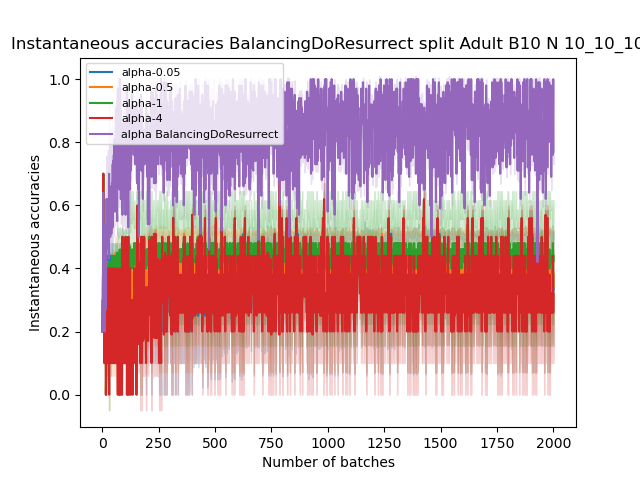 Instantaneous accuracies BalancingDoResurrect split Adult B10 N 10_10_10
alpha-0.05
alpha-0.5
alpha-1
alpha-4
alpha BalancingDoResurrect
Instantaneous accuracies
1.0
0.8
0.6
0.4
0.2
0.0
0 250 500 750 1000 1250 1500 1750 2000
Number of batches